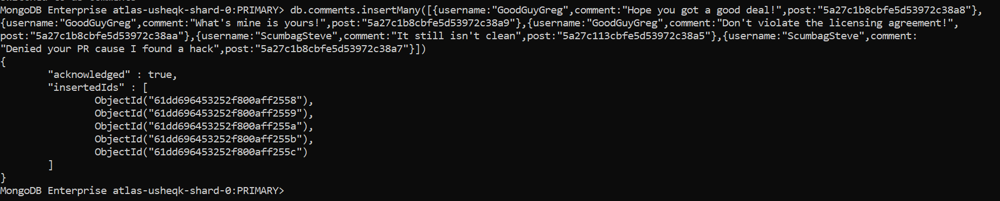 MongoDB Enterprise atlas-usheqk-shard-0:PRIMARY> db.comments.insertMany([{username:"GoodGuyGreg",comment:"Hope you got a good deal!",post:"5a27c1b8cbfe5d53972c38a8"},
{username:"GoodGuyGreg",comment:"What's mine is yours!",post:"5a27c1b8cbfe5d53972c38a9"},{username:"GoodGuyGreg",comment:"Don't violate the licensing agreement!",
post:"5a27c1b8cbfe5d53972c38aa"},{username:"ScumbagSteve",comment:"It still isn't clean",post:"5a27c113cbfe5d53972c38a5"},{username:"ScumbagSteve",comment:
"Denied your PR cause I found a hack",post:"5a27c1b8cbfe5d53972c38a7"}])
{
        "acknowledged" : true,
        "insertedIds" : [
                ObjectId("61dd696453252f800aff2558"),
                ObjectId("61dd696453252f800aff2559"),
                ObjectId("61dd696453252f800aff255a"),
                ObjectId("61dd696453252f800aff255b"),
                ObjectId("61dd696453252f800aff255c")
        ]
}
MongoDB Enterprise atlas-usheqk-shard-0:PRIMARY>